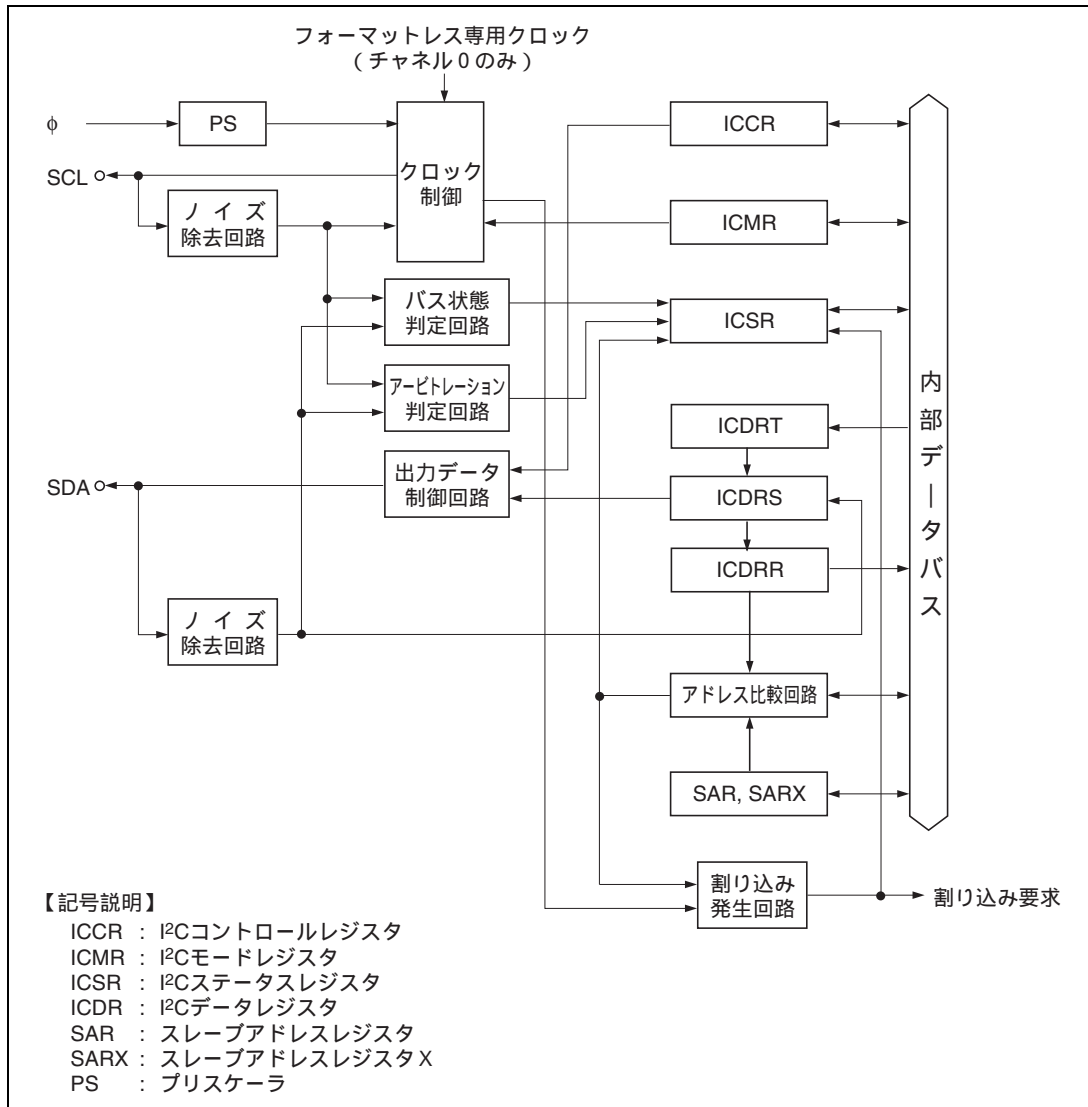 フォーマットレス専用クロック
(チャネル0のみ)
φ
PS
クロック
制御
ICCR
SCL
ノイズ
除去回路
ICMR
バス状態
判定回路
ICSR
アービトレーション
判定回路
内部データバス
ICDRT
SDA
出力データ
制御回路
ICDRS
ICDRR
ノイズ
除去回路
アドレス比較回路
SAR, SARX
割り込み
発生回路
割り込み要求
【記号説明】
ICCR : I²Cコントロールレジスタ
ICMR : I²Cモードレジスタ
ICSR : I²Cステータスレジスタ
ICDR : I²Cデータレジスタ
SAR : スレーブアドレスレジスタ
SARX : スレーブアドレスレジスタX
PS : プリスケーラ